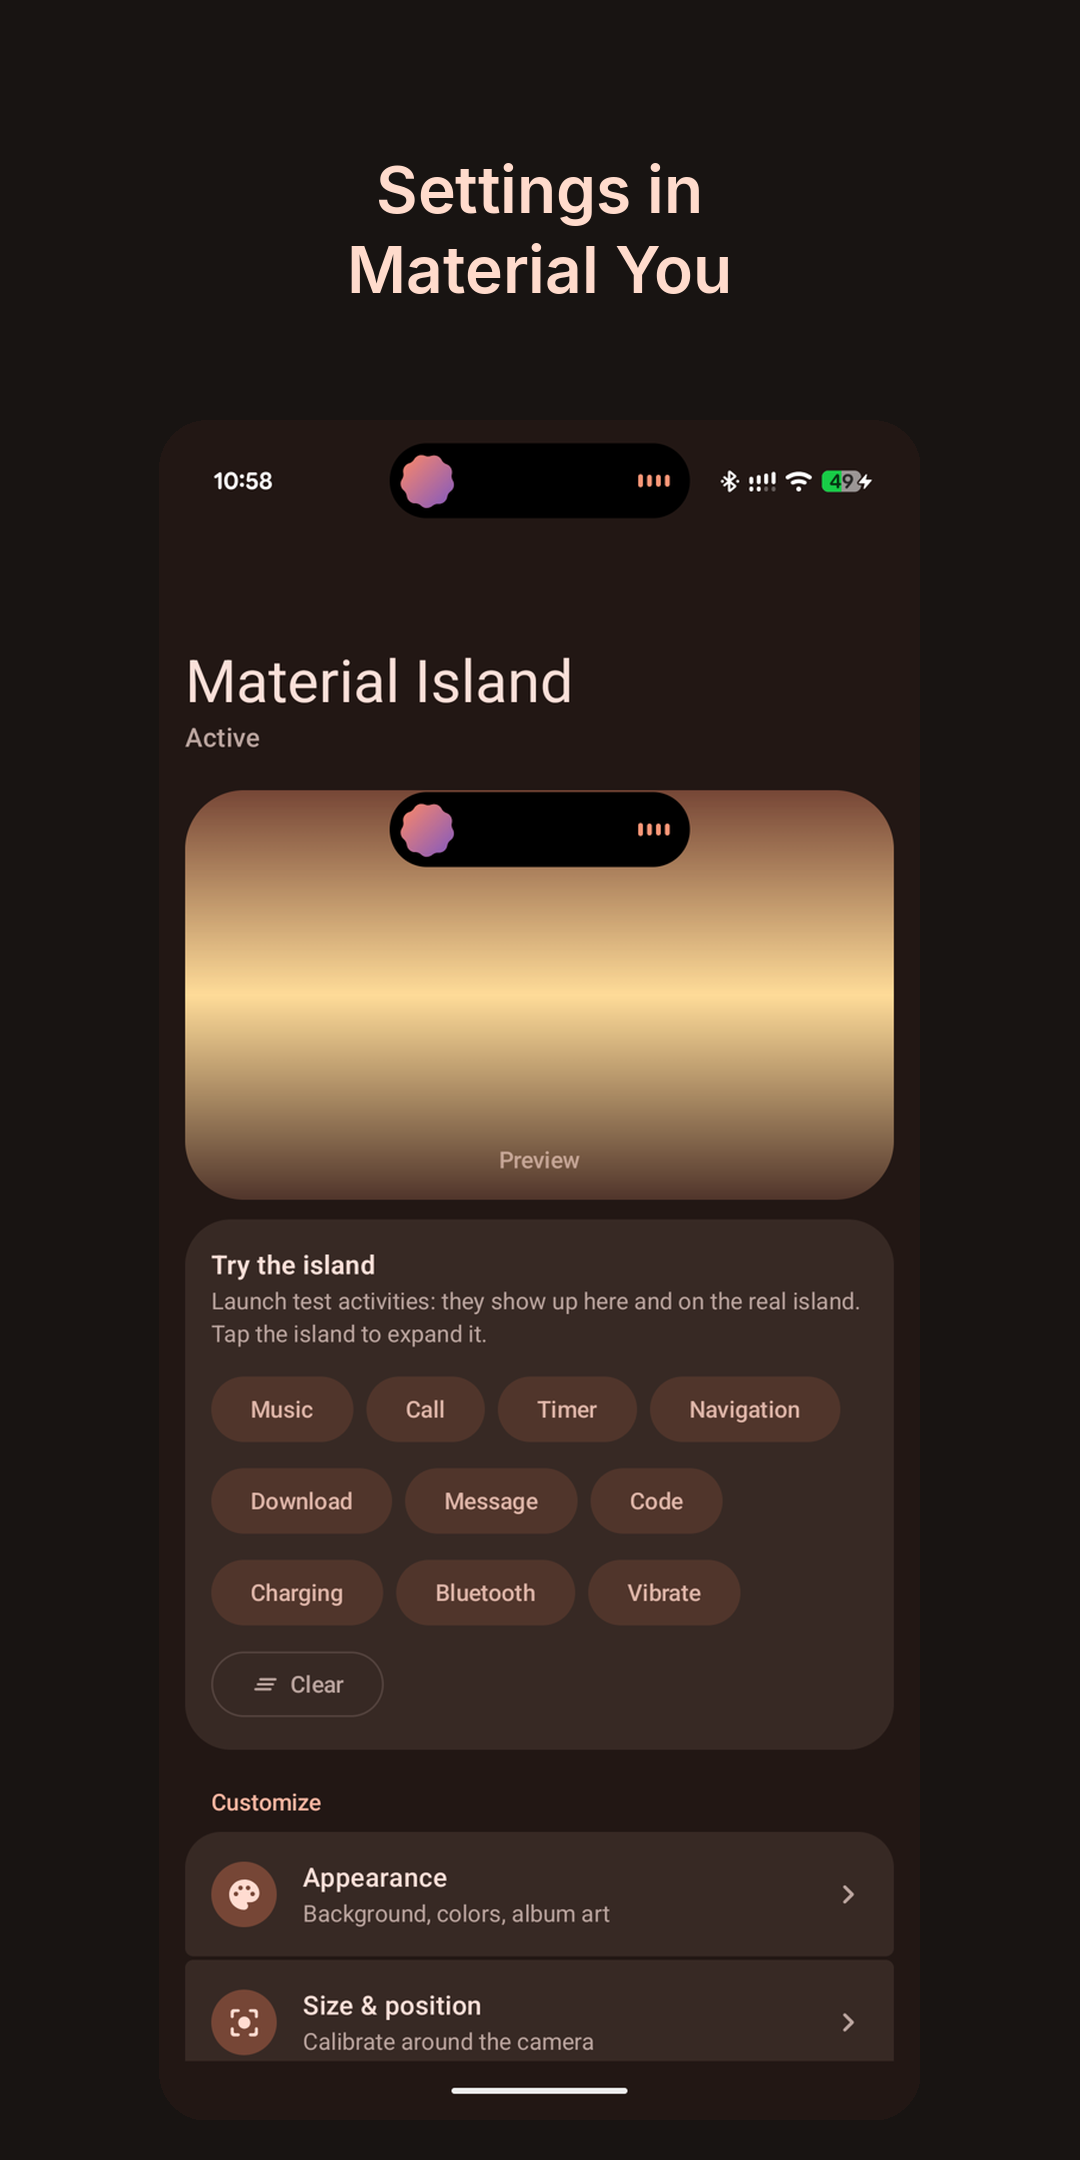 Settings in
Material You
10:58
49
Material Island
Active
Preview
Try the island
Launch test activities: they show up here and on the real island.
Tap the island to expand it.
Music Call Timer Navigation
Download Message Code
Charging Bluetooth Vibrate
Clear
Customize
Appearance
Background, colors, album art
Size & position
Calibrate around the camera